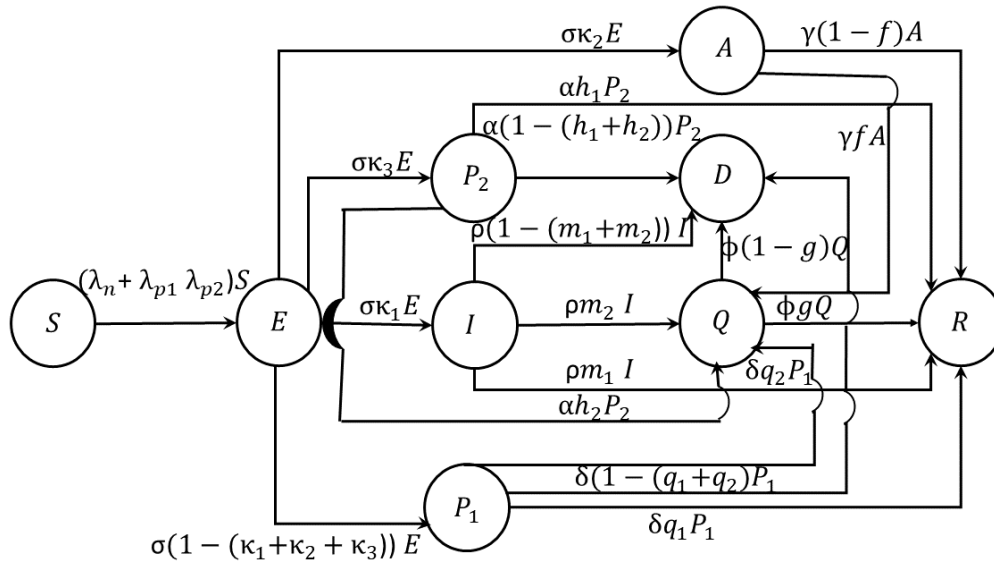 σκ₂E
A
γ(1 − f)A
αh₁P₂
α(1 − (h₁+h₂))P₂
γfA
σκ₃E
P₂
D
ρ(1 − (m₁+m₂)) I
ϕ(1 − g)Q
(λₙ+ λₚ₁ λₚ₂)S
S
E
σκ₁E
I
ρm₂ I
Q
ϕgQ
R
δq₂P₁
ρm₁ I
αh₂P₂
δ(1 − (q₁+q₂)P₁
P₁
δq₁P₁
σ(1 − (κ₁+κ₂ + κ₃)) E